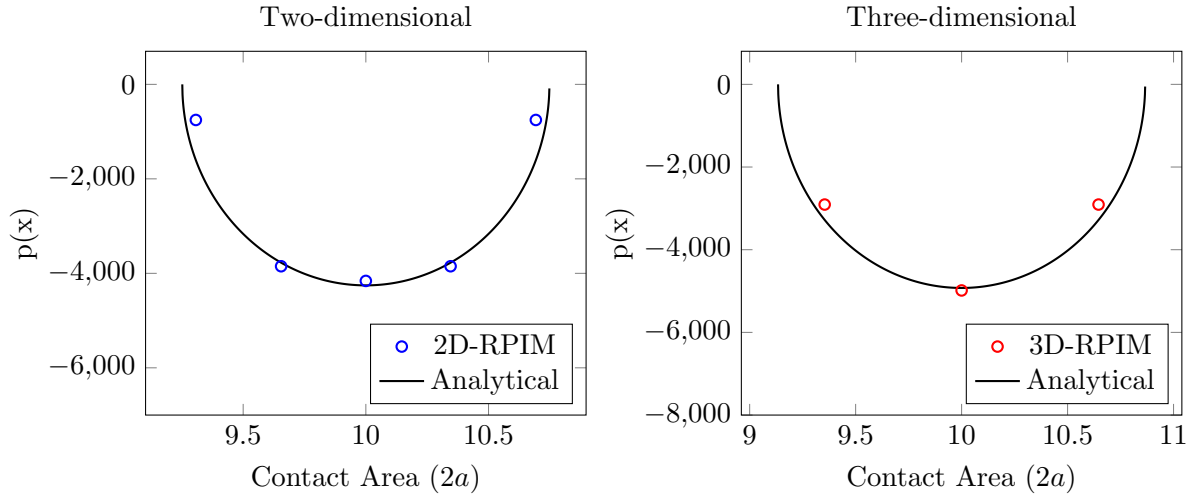 Two-dimensional
0
−2,000
−4,000
−6,000
p(x)
9.5 10 10.5
Contact Area (2a)
2D-RPIM
Analytical
Three-dimensional
0
−2,000
−4,000
−6,000
−8,000
p(x)
9 9.5 10 10.5 11
Contact Area (2a)
3D-RPIM
Analytical